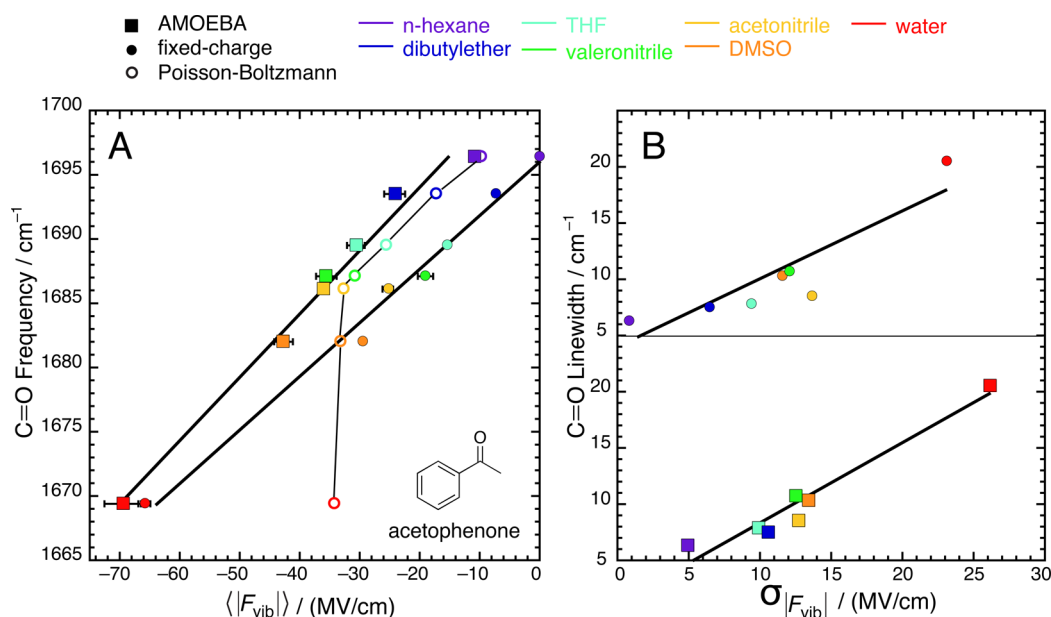 AMOEBA
fixed-charge
Poisson-Boltzmann
n-hexane
dibutylether
THF
valeronitrile
acetonitrile
DMSO
water
A
C=O Frequency / cm⁻¹
1700
1695
1690
1685
1680
1675
1670
1665
−70
−60
−50
−40
−30
−20
−10
0
⟨|F_vib|⟩ / (MV/cm)
O
acetophenone
B
C=O Linewidth / cm⁻¹
20
15
10
5
20
15
10
5
0
5
10
15
20
25
30
σ|F_vib| / (MV/cm)